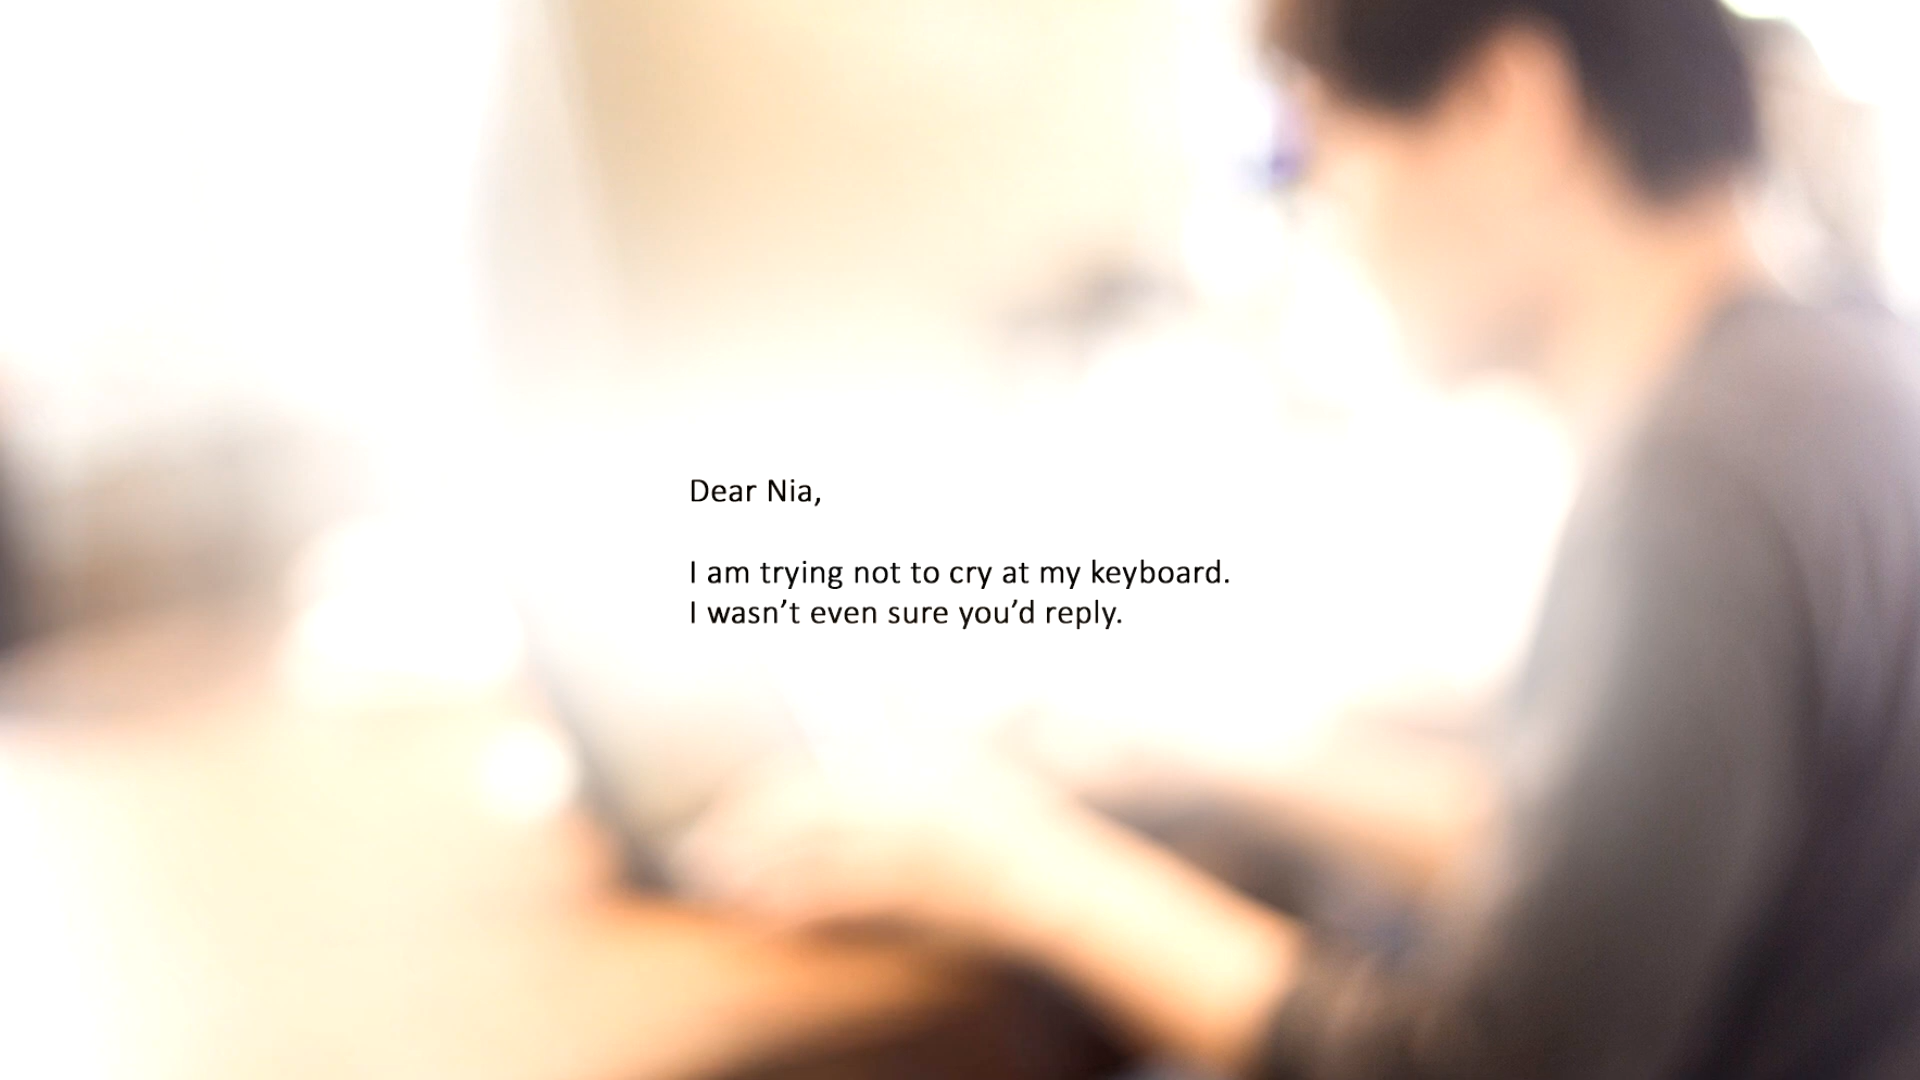 Dear Nia,
I am trying not to cry at my keyboard.
I wasn’t even sure you’d reply.